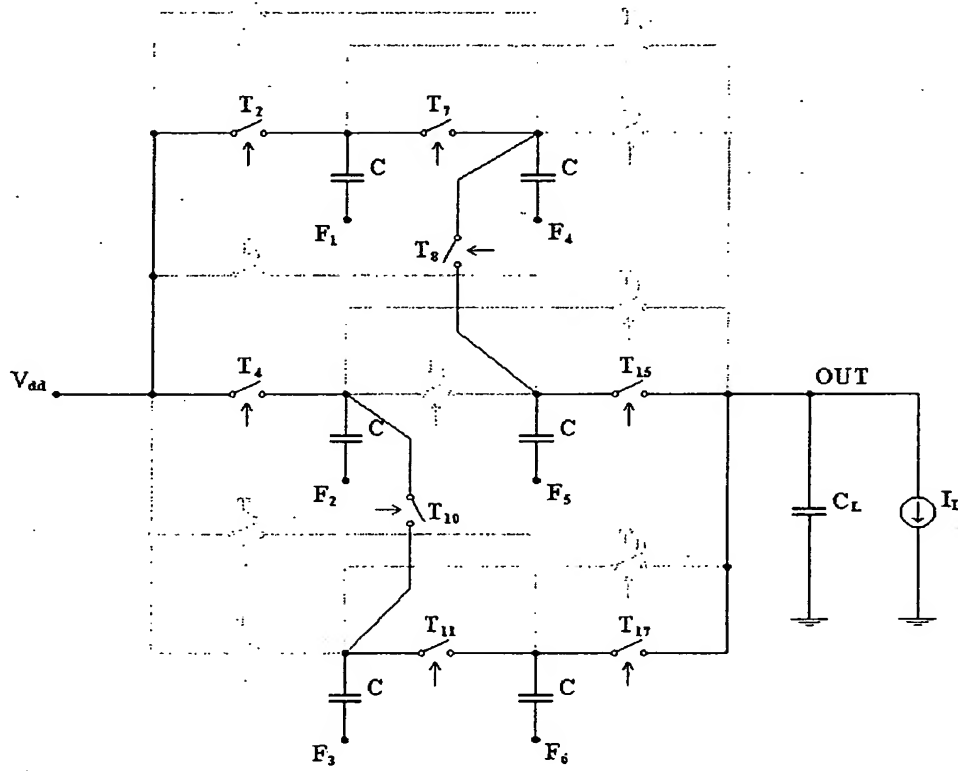 T2 T7
C C
F1 F4
T8
T4 T15
Vdd OUT
C C
F2 F5
T10 CL IL
T11 T17
C C
F3 F6